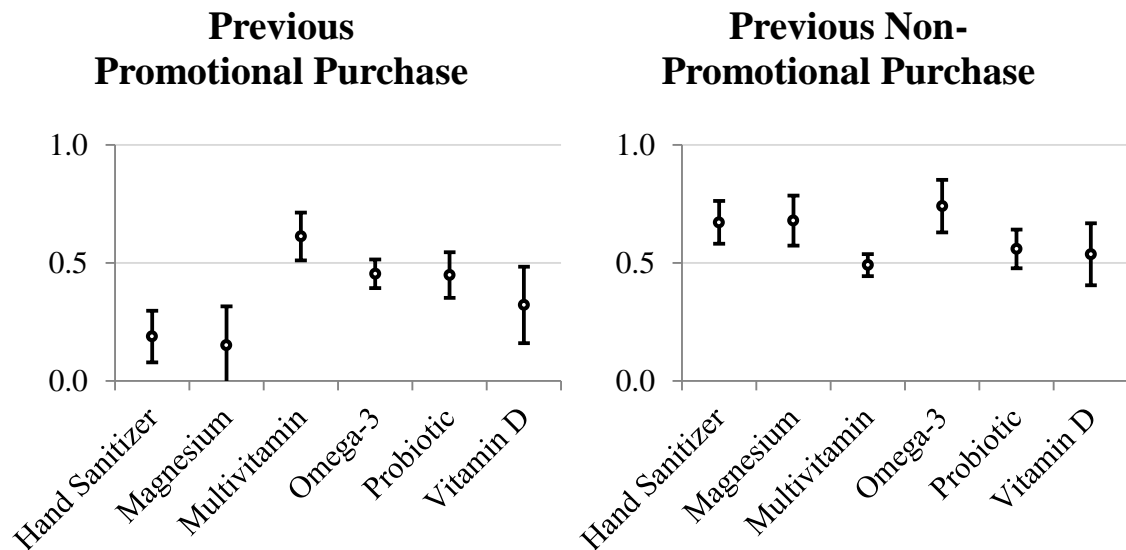 Previous
Promotional Purchase
1.0
0.5
0.0
Hand Sanitizer
Magnesium
Multivitamin
Omega-3
Probiotic
Vitamin D
Previous Non-
Promotional Purchase
1.0
0.5
0.0
Hand Sanitizer
Magnesium
Multivitamin
Omega-3
Probiotic
Vitamin D